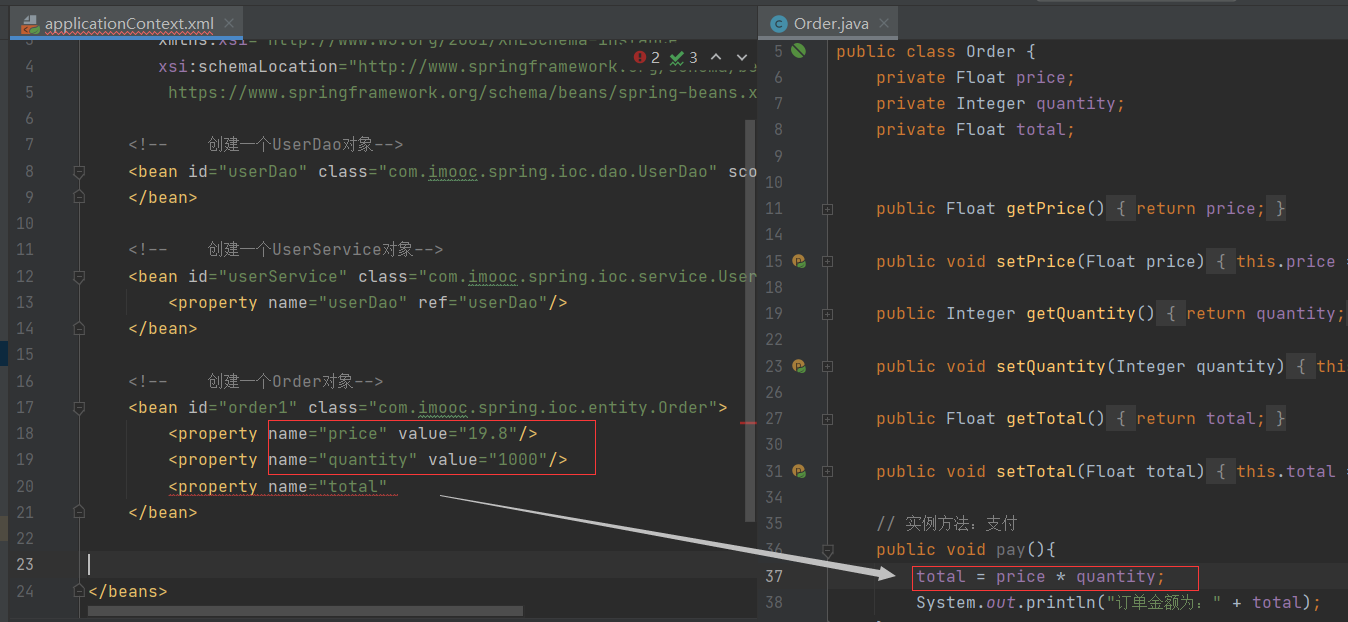 applicationContext.xml
xmlns:xsi="http://www.w3.org/2001/XMLSchema-instance"
2 3
4 xsi:schemaLocation="http://www.springframework.org/schema/be
5 https://www.springframework.org/schema/beans/spring-beans.x
6
7 <!-- 创建一个UserDao对象-->
8 <bean id="userDao" class="com.imooc.spring.ioc.dao.UserDao" sco
9 </bean>
10
11 <!-- 创建一个UserService对象-->
12 <bean id="userService" class="com.imooc.spring.ioc.service.User
13 <property name="userDao" ref="userDao"/>
14 </bean>
15
16 <!-- 创建一个Order对象-->
17 <bean id="order1" class="com.imooc.spring.ioc.entity.Order">
18 <property name="price" value="19.8"/>
19 <property name="quantity" value="1000"/>
20 <property name="total"
21 </bean>
22
23
24 </beans>
Order.java
5 public class Order {
6 private Float price;
7 private Integer quantity;
8 private Float total;
9
10
11 public Float getPrice() { return price; }
14
15 public void setPrice(Float price) { this.price =
18
19 public Integer getQuantity() { return quantity;
22
23 public void setQuantity(Integer quantity) { thi
26
27 public Float getTotal() { return total; }
30
31 public void setTotal(Float total) { this.total =
34
35 // 实例方法：支付
36 public void pay(){
37 total = price * quantity;
38 System.out.println("订单金额为：" + total);